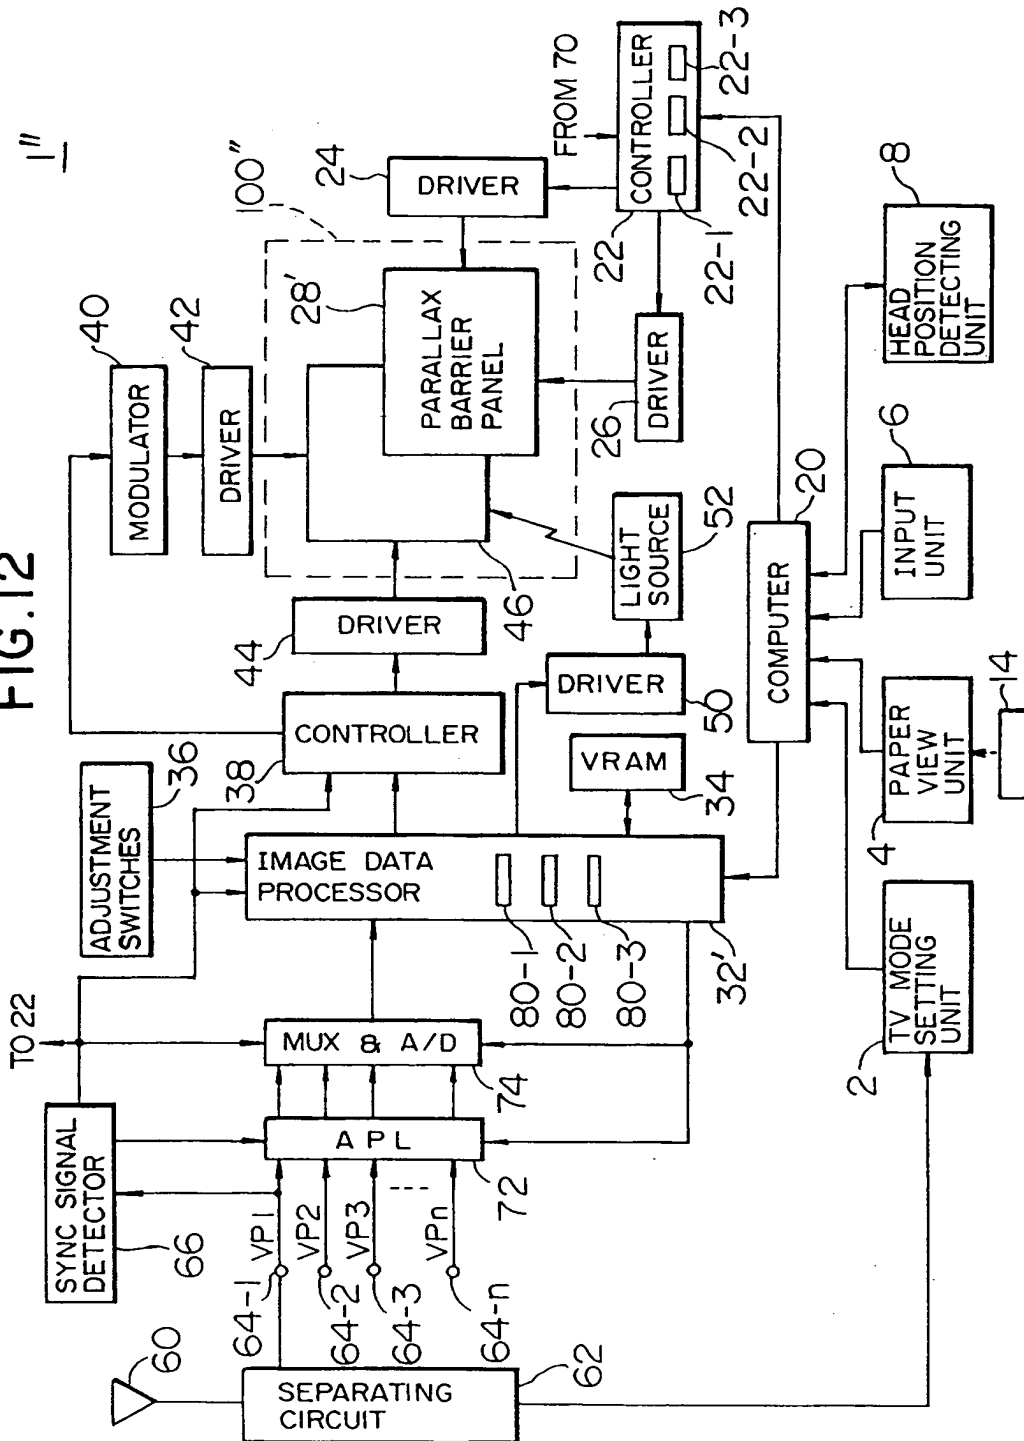 FIG.12
1"
60
SEPARATING
CIRCUIT
62
SYNC SIGNAL
DETECTOR
66
TO 22
64-1
64-2
64-3
64-n
VP1
VP2
VP3
VPn
A P L
72
MUX & A/D
74
ADJUSTMENT
SWITCHES
36
IMAGE DATA
PROCESSOR
80-1
80-2
80-3
32'
CONTROLLER
38
VRAM
34
DRIVER
44
DRIVER
50
LIGHT
SOURCE
52
MODULATOR
40
DRIVER
42
100"
46
PARALLAX
BARRIER
PANEL
28'
DRIVER
24
DRIVER
26
FROM 70
CONTROLLER
22
22-1
22-2
22-3
COMPUTER
20
TV MODE
SETTING
UNIT
2
PAPER
VIEW
UNIT
4
14
INPUT
UNIT
6
HEAD
POSITION
DETECTING
UNIT
8